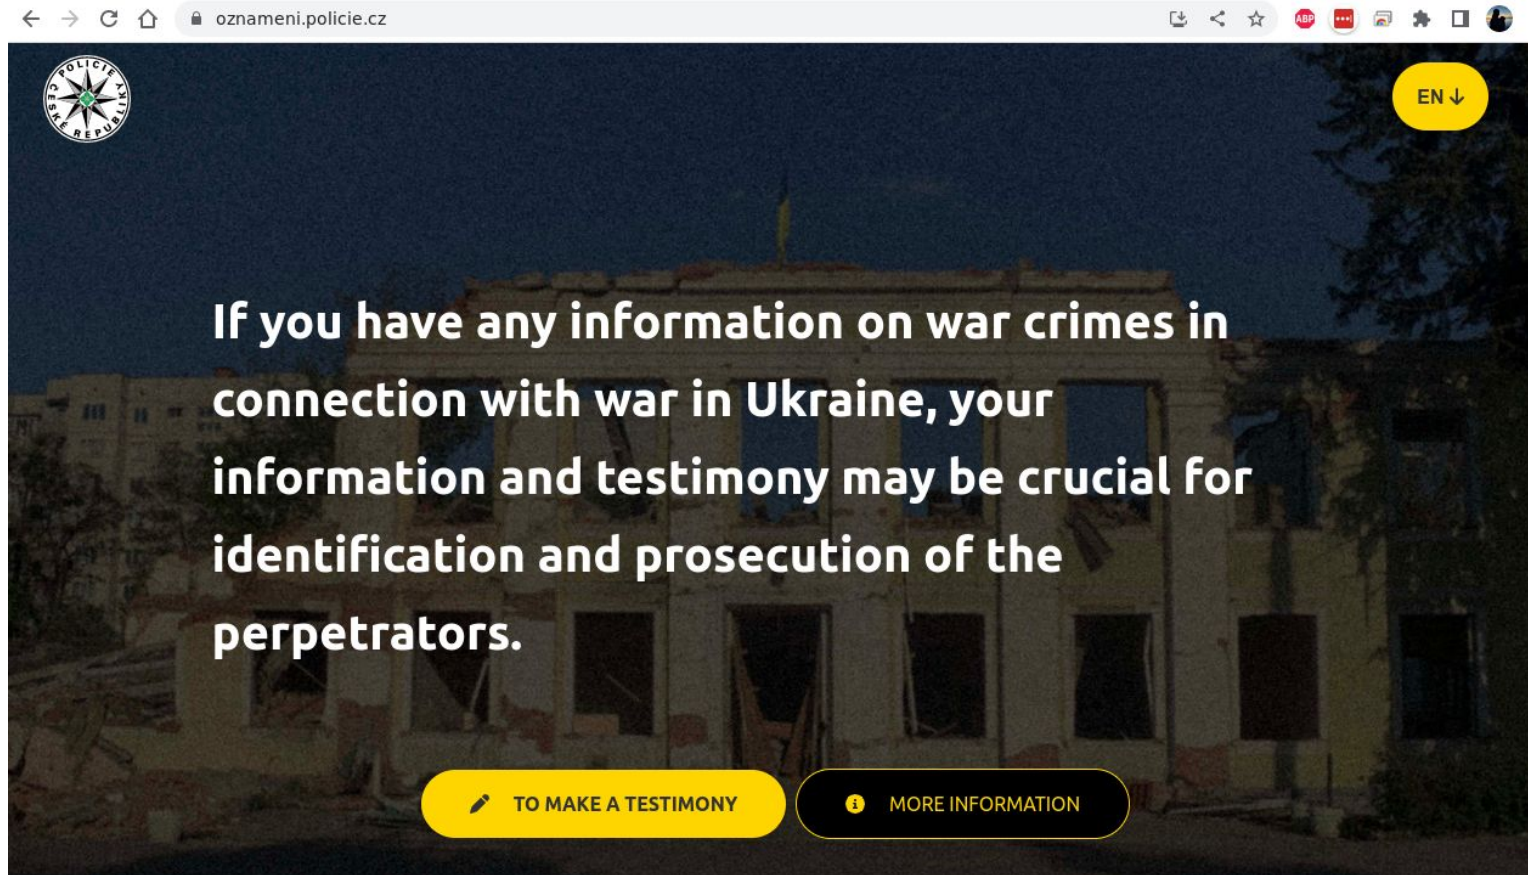 oznameni.policie.cz
ABP
POLICIE
ČESKÉ REPUBLIKY
EN
If you have any information on war crimes in
connection with war in Ukraine, your
information and testimony may be crucial for
identification and prosecution of the
perpetrators.
TO MAKE A TESTIMONY
MORE INFORMATION